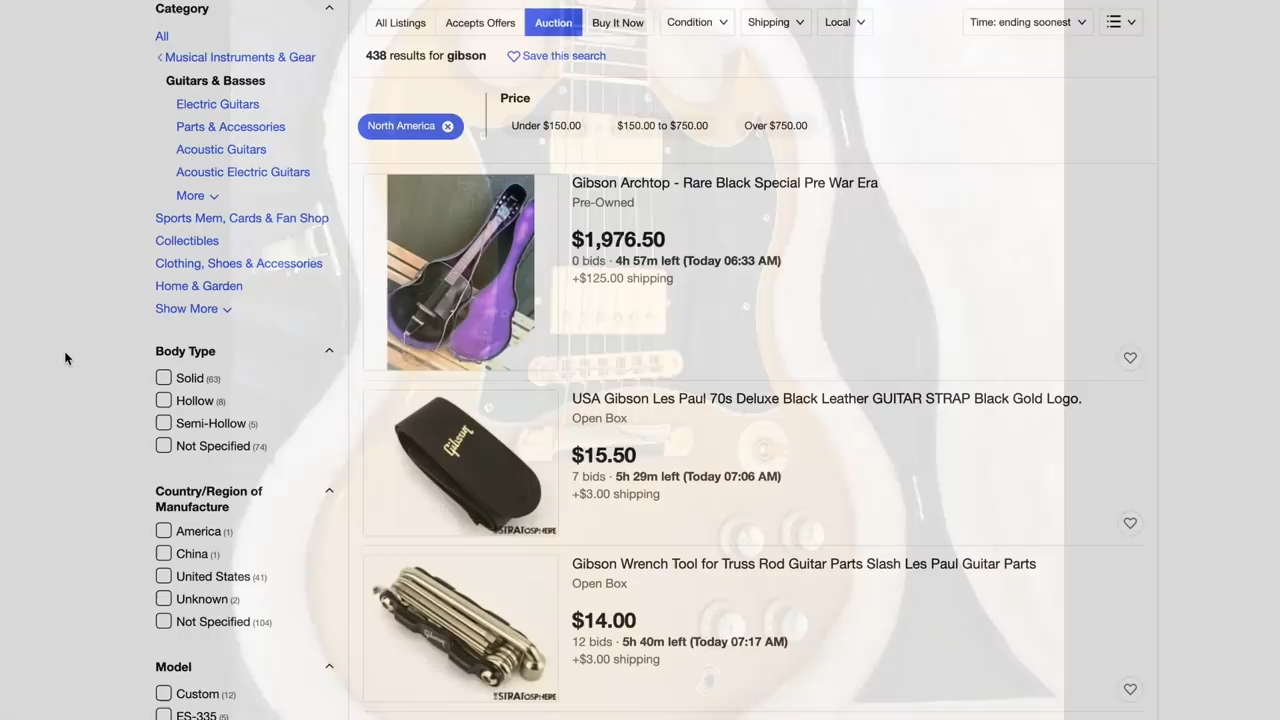 Category
All
Musical Instruments & Gear
Guitars & Basses
Electric Guitars
Parts & Accessories
Acoustic Guitars
Acoustic Electric Guitars
More
Sports Mem, Cards & Fan Shop
Collectibles
Clothing, Shoes & Accessories
Home & Garden
Show More
Body Type
Solid (63)
Hollow (8)
Semi-Hollow (5)
Not Specified (74)
Country/Region of
Manufacture
America (1)
China (1)
United States (41)
Unknown (2)
Not Specified (104)
Model
Custom (12)
ES-335 (5)
All Listings Accepts Offers Auction Buy It Now Condition Shipping Local Time: ending soonest
438 results for gibson Save this search
Price
North America Under $150.00 $150.00 to $750.00 Over $750.00
Gibson Archtop - Rare Black Special Pre War Era
Pre-Owned
$1,976.50
0 bids · 4h 57m left (Today 06:33 AM)
+$125.00 shipping
Gibson
STRATOSPHERE
USA Gibson Les Paul 70s Deluxe Black Leather GUITAR STRAP Black Gold Logo.
Open Box
$15.50
7 bids · 5h 29m left (Today 07:06 AM)
+$3.00 shipping
STRATOSPHERE
Gibson Wrench Tool for Truss Rod Guitar Parts Slash Les Paul Guitar Parts
Open Box
$14.00
12 bids · 5h 40m left (Today 07:17 AM)
+$3.00 shipping